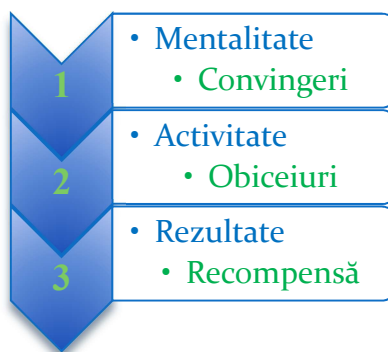 1
• Mentalitate
• Convingeri
2
• Activitate
• Obiceiuri
3
• Rezultate
• Recompensă